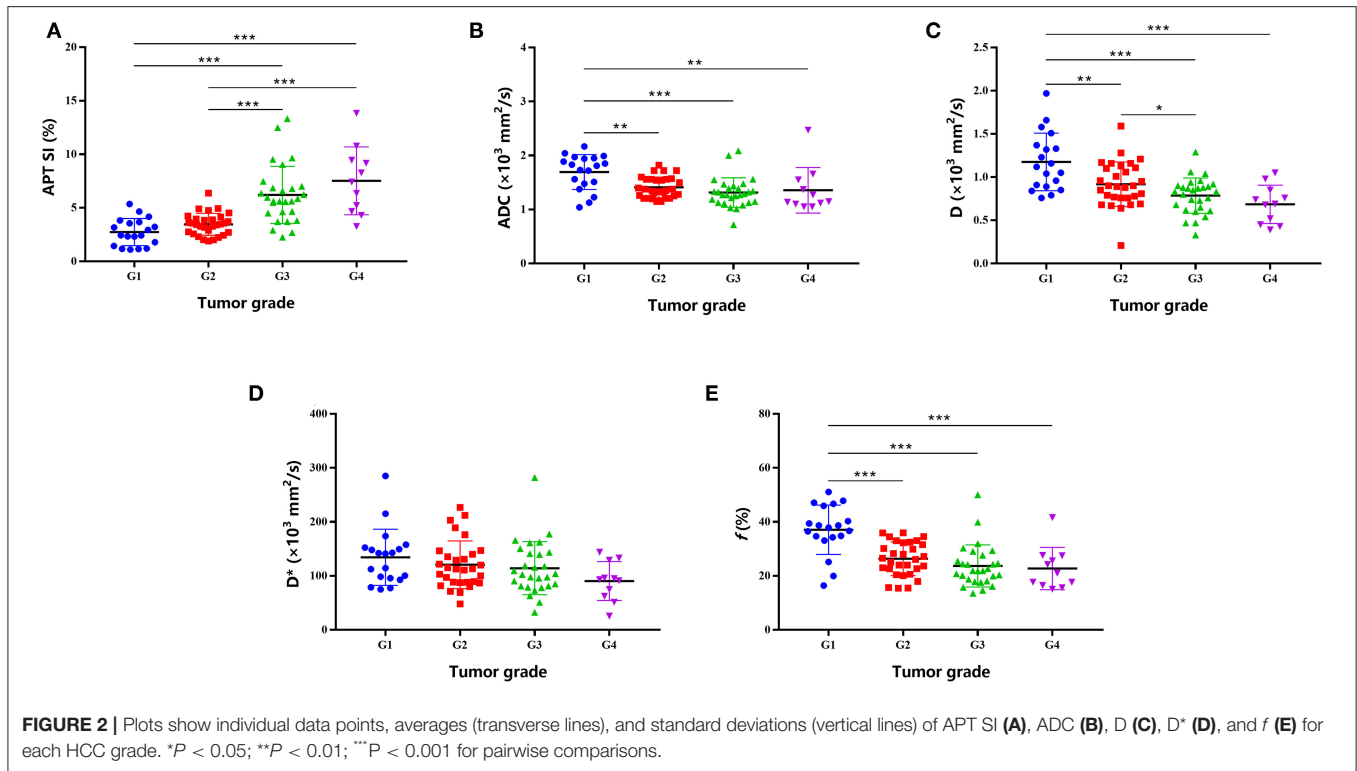 A
20
15
10
5
0
APT SI (%)
***
***
***
***
G1 G2 G3 G4
Tumor grade
B
4
3
2
1
0
ADC (×10³ mm²/s)
**
***
**
G1 G2 G3 G4
Tumor grade
C
2.5
2.0
1.5
1.0
0.5
0.0
D (×10³ mm²/s)
***
***
**
*
G1 G2 G3 G4
Tumor grade
D
400
300
200
100
0
D* (×10³ mm²/s)
G1 G2 G3 G4
Tumor grade
E
80
60
40
20
0
f (%)
***
***
***
G1 G2 G3 G4
Tumor grade
FIGURE 2 | Plots show individual data points, averages (transverse lines), and standard deviations (vertical lines) of APT SI (A), ADC (B), D (C), D* (D), and f (E) for
each HCC grade. *P < 0.05; **P < 0.01; ***P < 0.001 for pairwise comparisons.